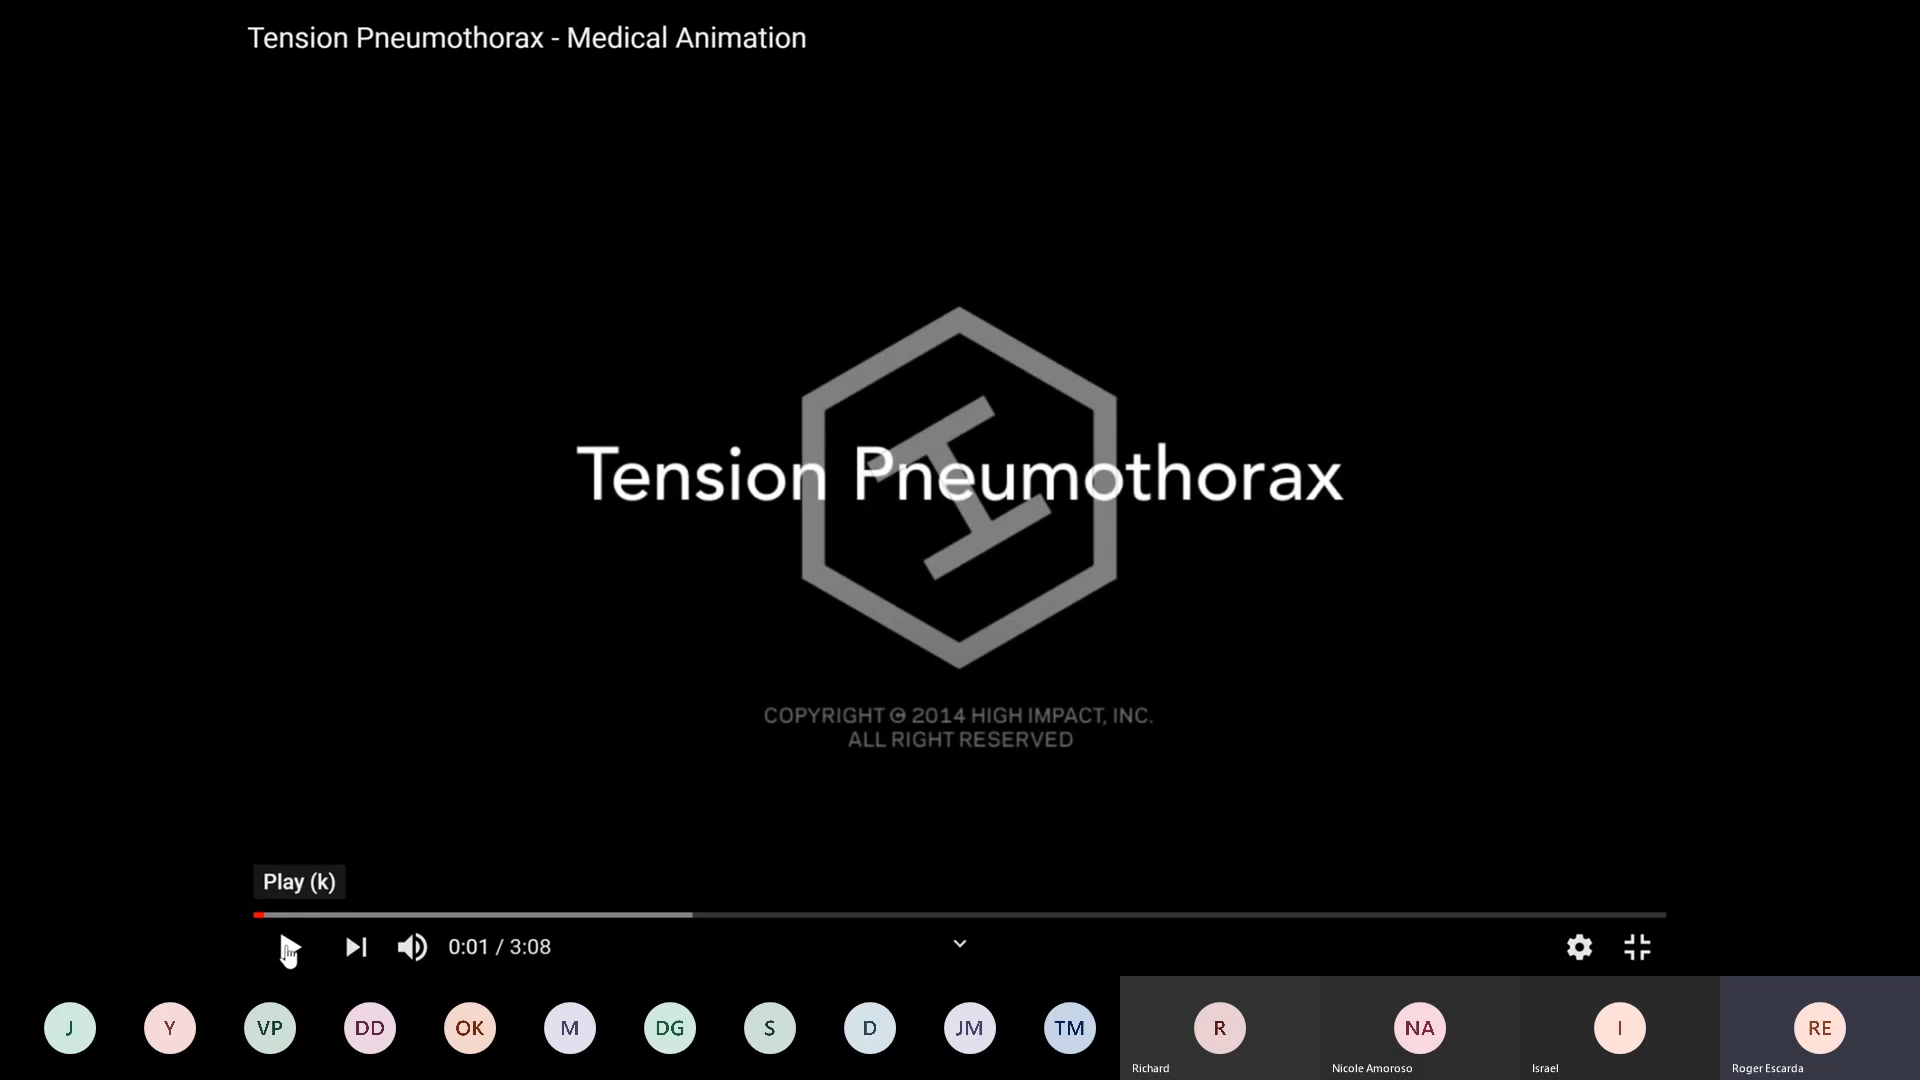 Tension Pneumothorax - Medical Animation
Tension Pneumothorax
COPYRIGHT © 2014 HIGH IMPACT, INC.
ALL RIGHT RESERVED
Play (k)
0:01 / 3:08
J
Y
VP
DD
OK
M
DG
S
D
JM
TM
R
NA
I
RE
Richard
Nicole Amoroso
Israel
Roger Escarda